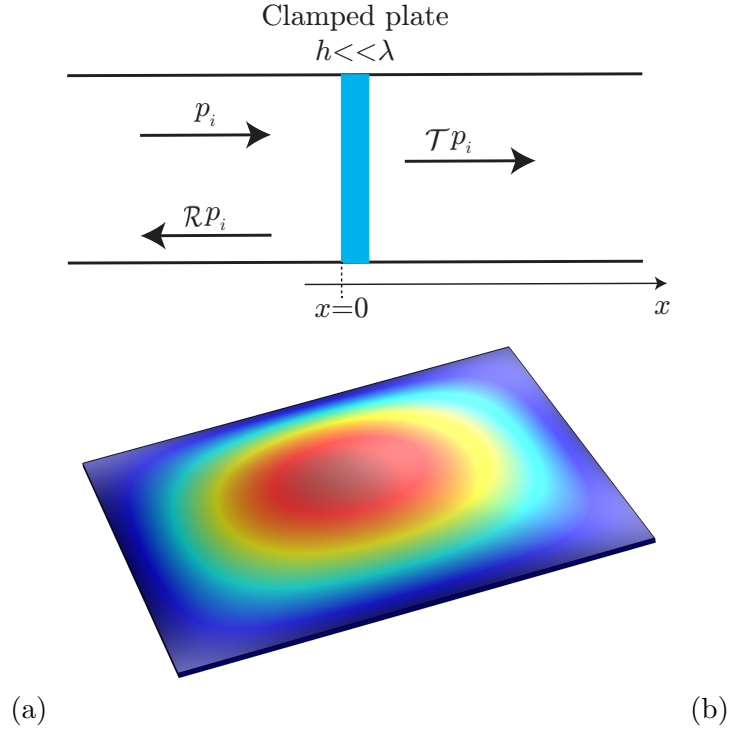 Clamped plate
h<<λ
p_i
𝒯p_i
ℛp_i
x=0
x
(a)
(b)